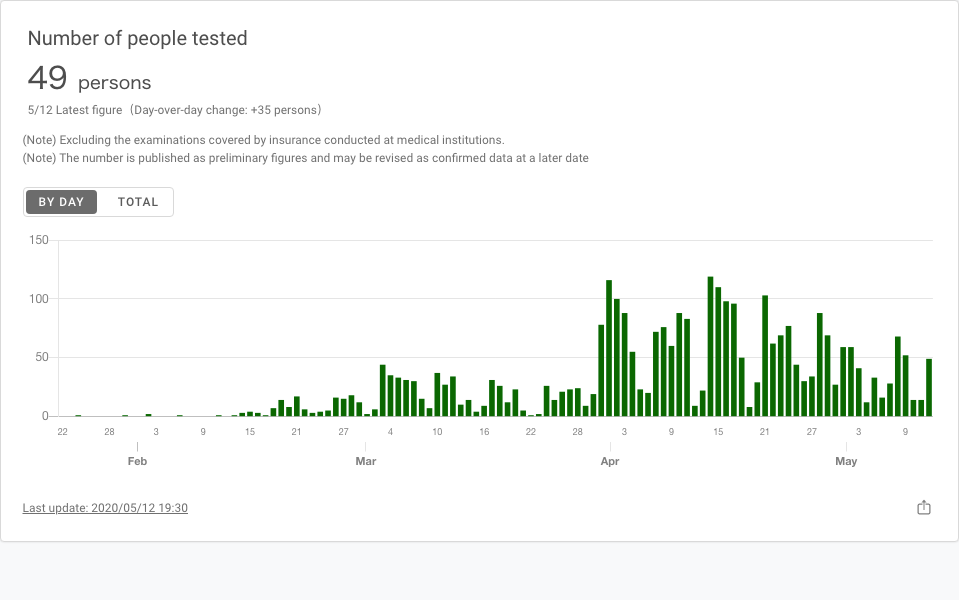 Number of people tested
49 persons
5/12 Latest figure（Day-over-day change: +35 persons）
(Note) Excluding the examinations covered by insurance conducted at medical institutions.
(Note) The number is published as preliminary figures and may be revised as confirmed data at a later date
BY DAY TOTAL
150
100
50
0
22 28 3 9 15 21 27 4 10 16 22 28 3 9 15 21 27 3 9
Feb Mar Apr May
Last update: 2020/05/12 19:30